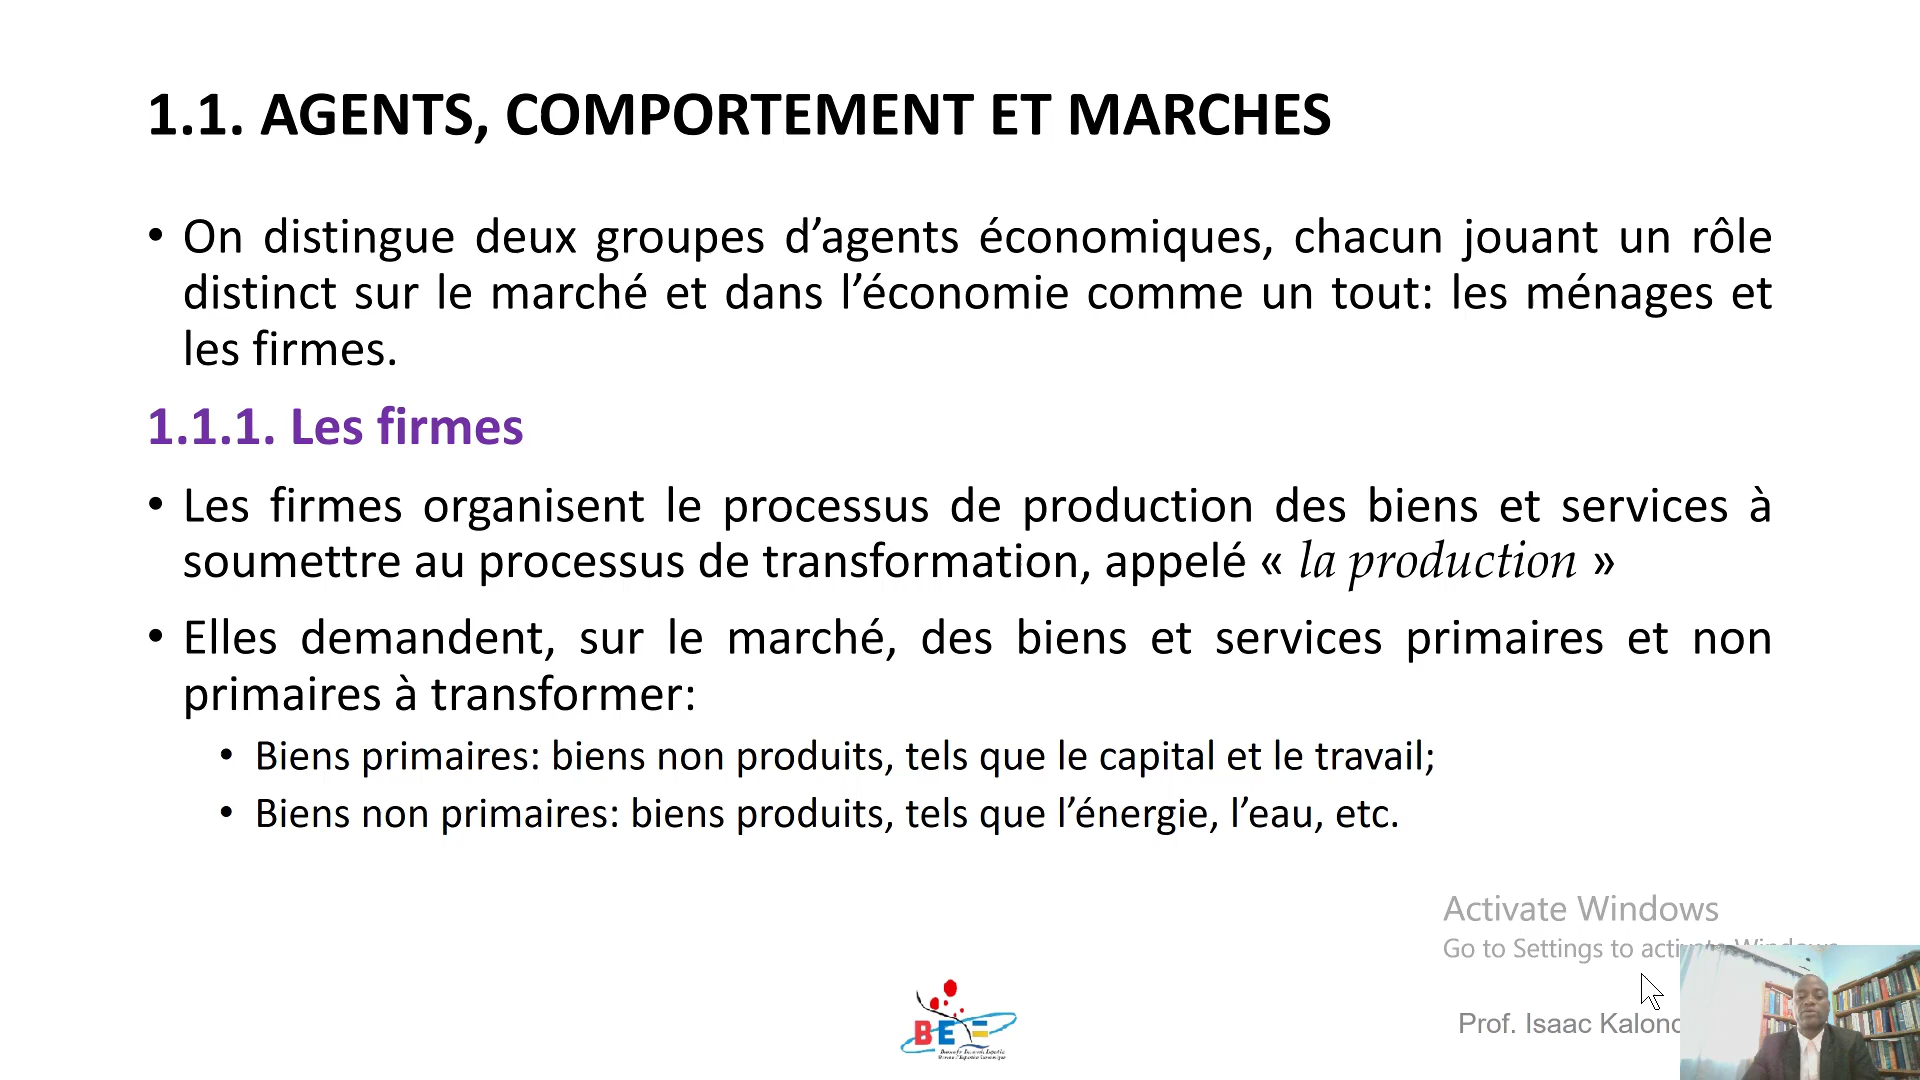 1.1. AGENTS, COMPORTEMENT ET MARCHES
• On distingue deux groupes d’agents économiques, chacun jouant un rôle
distinct sur le marché et dans l’économie comme un tout: les ménages et
les firmes.
1.1.1. Les firmes
• Les firmes organisent le processus de production des biens et services à
soumettre au processus de transformation, appelé « la production »
• Elles demandent, sur le marché, des biens et services primaires et non
primaires à transformer:
• Biens primaires: biens non produits, tels que le capital et le travail;
• Biens non primaires: biens produits, tels que l’énergie, l’eau, etc.
Activate Windows
Go to Settings to activate Windows.
Prof. Isaac
BEE